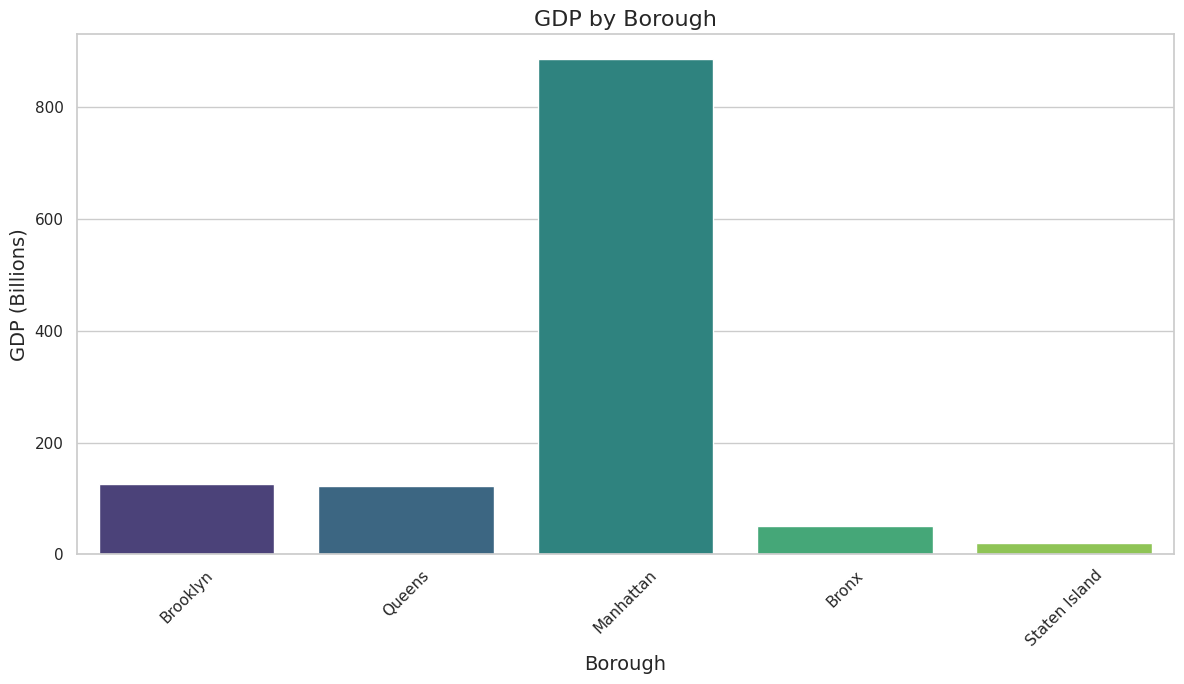 GDP by Borough
GDP (Billions)
800
600
400
200
0
Brooklyn
Queens
Manhattan
Bronx
Staten Island
Borough